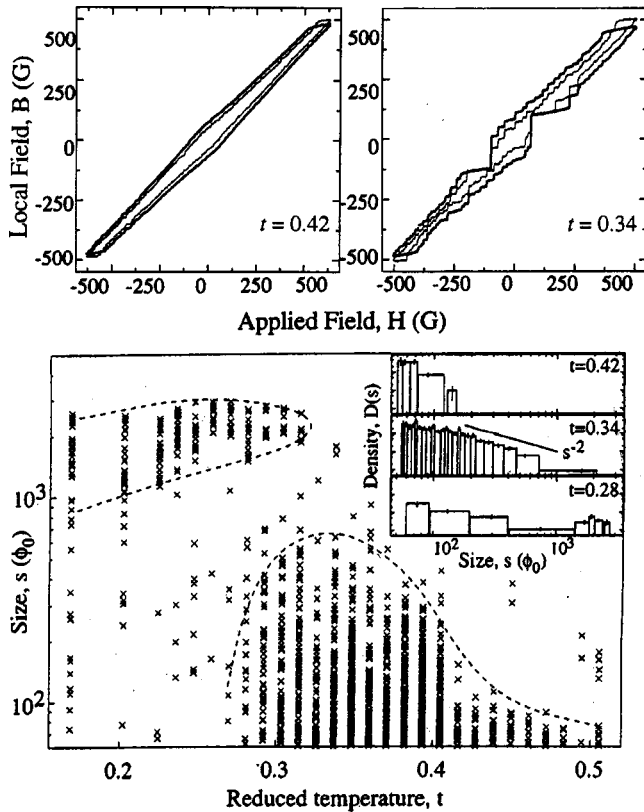 Local Field, B (G)
500
250
0
-250
-500
t = 0.42
-500 -250 0 250 500
500
250
0
-250
-500
t = 0.34
-500 -250 0 250 500
Applied Field, H (G)
Size, s (ϕ₀)
10³
10²
0.2 0.3 0.4 0.5
Reduced temperature, t
Density, D(s)
t=0.42
t=0.34
s⁻²
t=0.28
10² 10³
Size, s (ϕ₀)